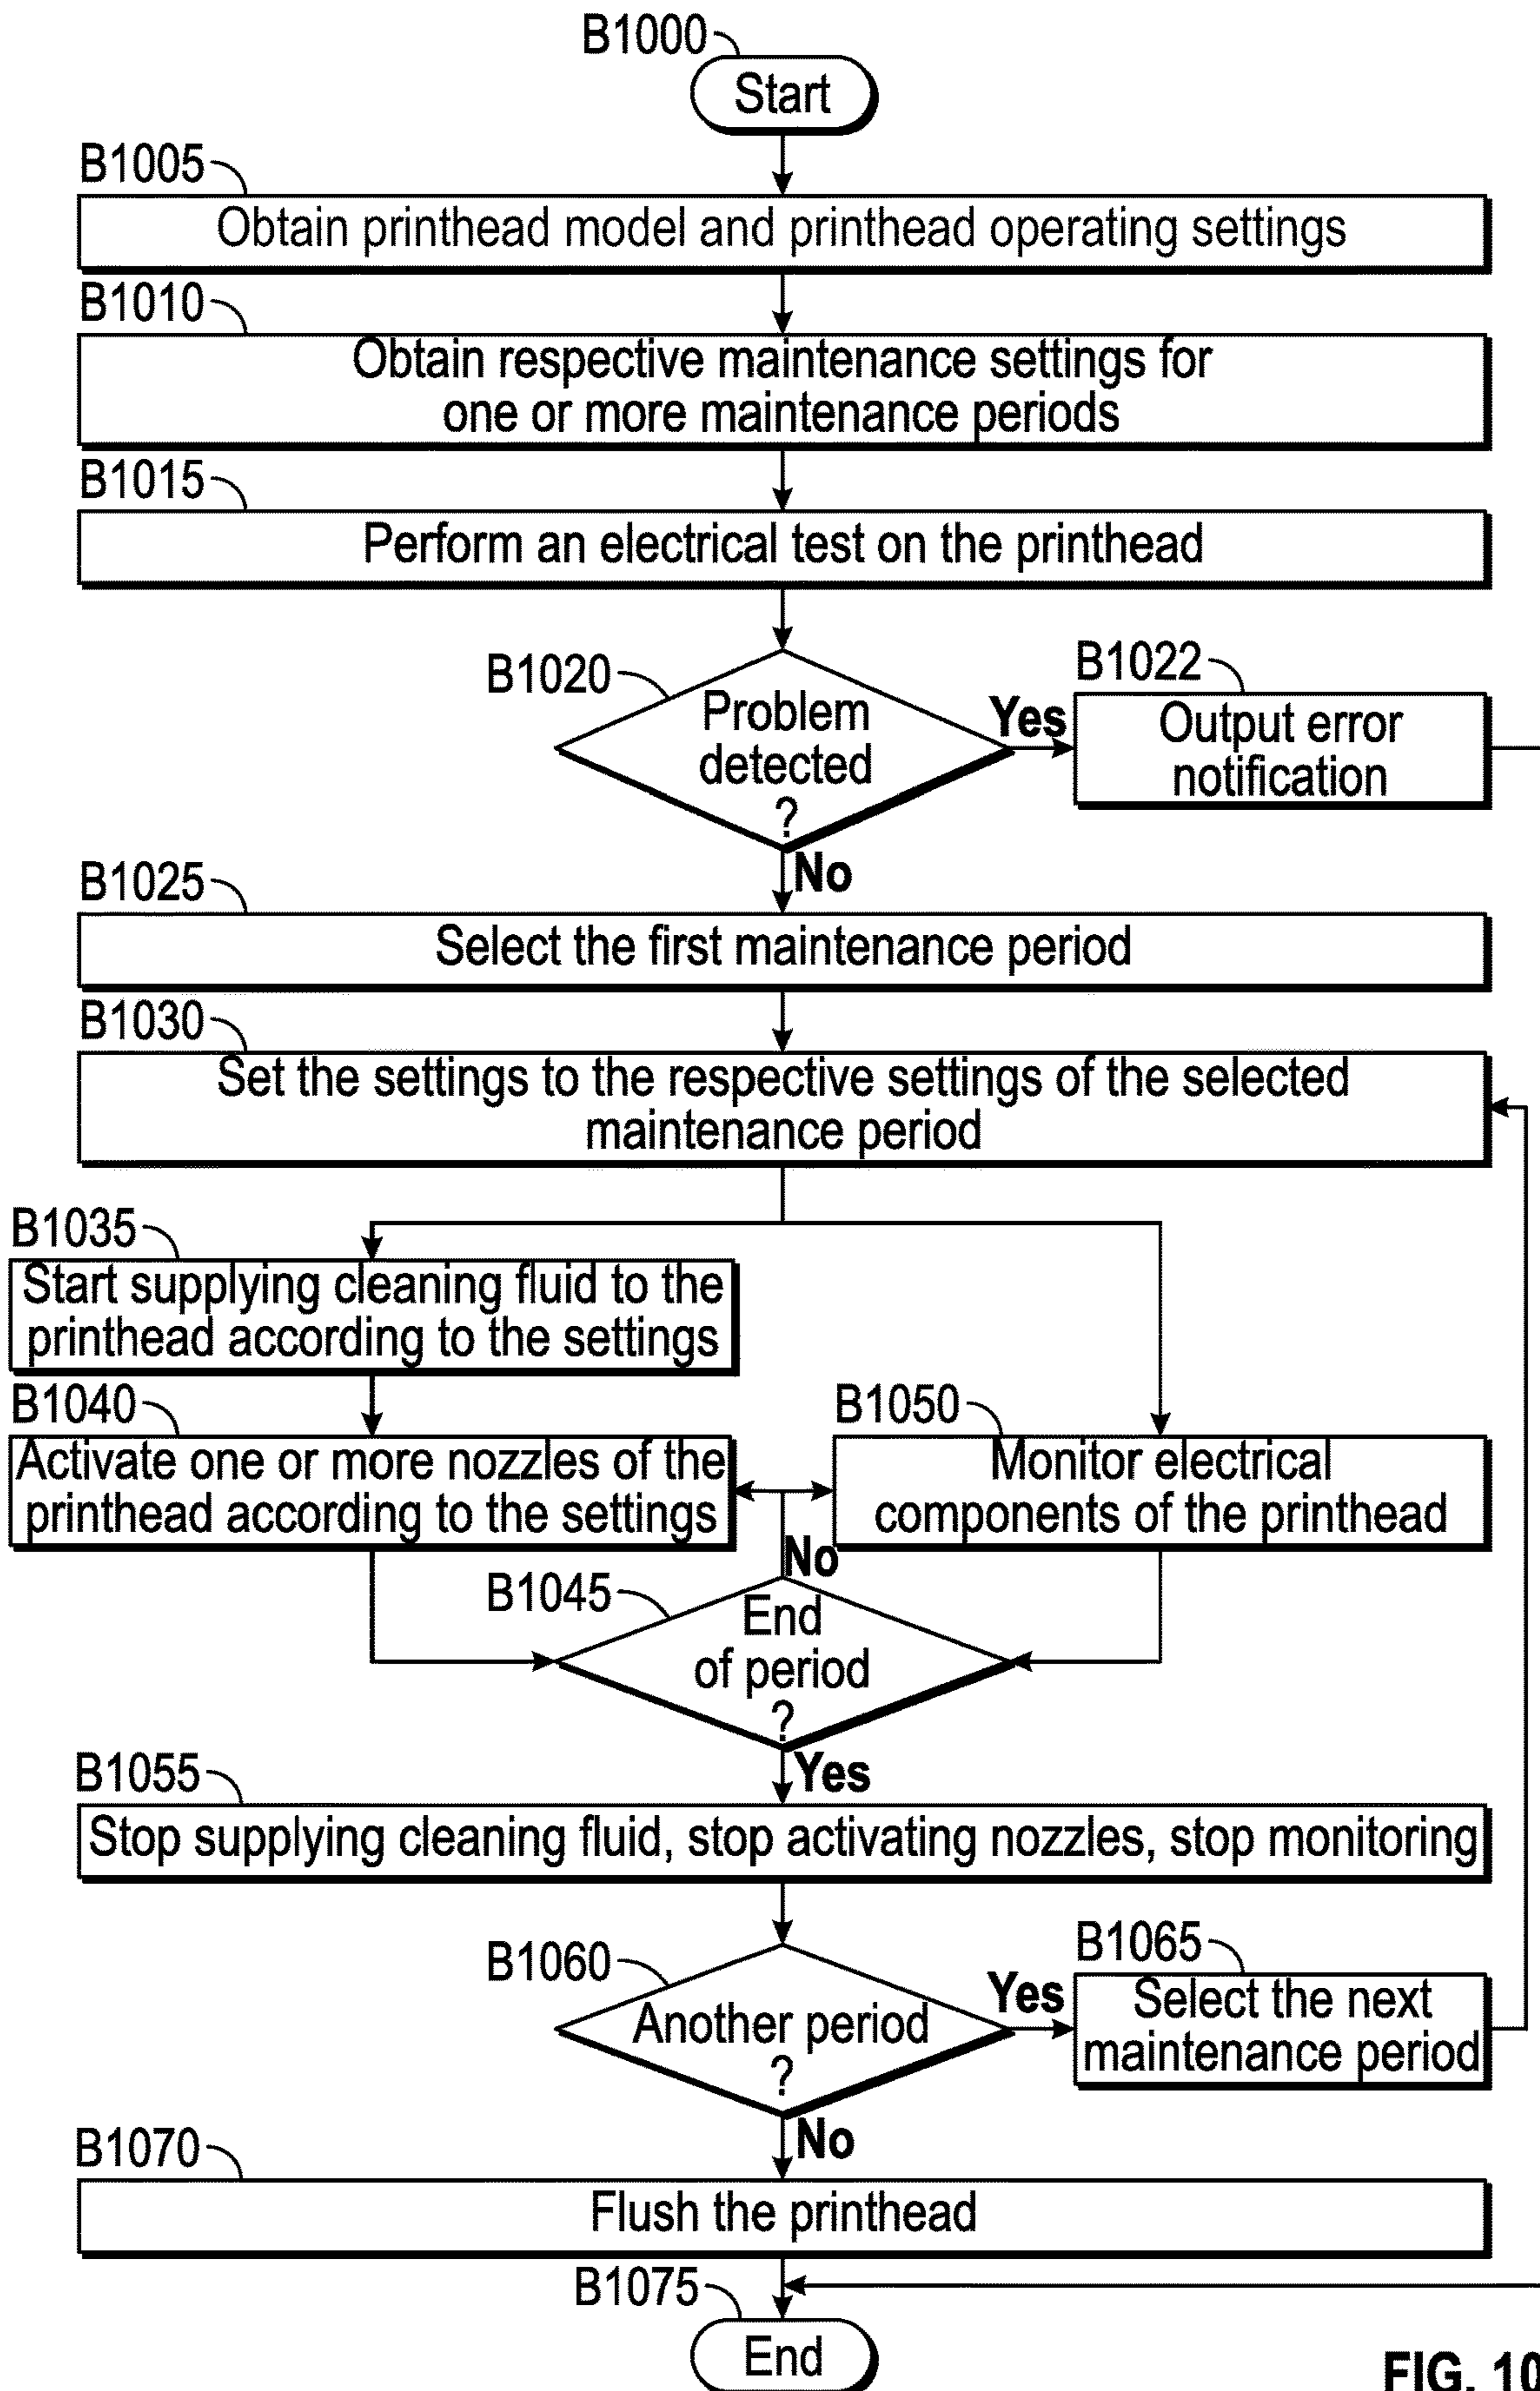 B1000
Start
B1005
Obtain printhead model and printhead operating settings
B1010
Obtain respective maintenance settings for
one or more maintenance periods
B1015
Perform an electrical test on the printhead
B1020
Problem
detected
?
Yes
B1022
Output error
notification
No
B1025
Select the first maintenance period
B1030
Set the settings to the respective settings of the selected
maintenance period
B1035
Start supplying cleaning fluid to the
printhead according to the settings
B1040
Activate one or more nozzles of the
printhead according to the settings
B1050
Monitor electrical
components of the printhead
No
B1045
End
of period
?
Yes
B1055
Stop supplying cleaning fluid, stop activating nozzles, stop monitoring
B1060
Another period
?
Yes
B1065
Select the next
maintenance period
No
B1070
Flush the printhead
B1075
End
FIG. 10